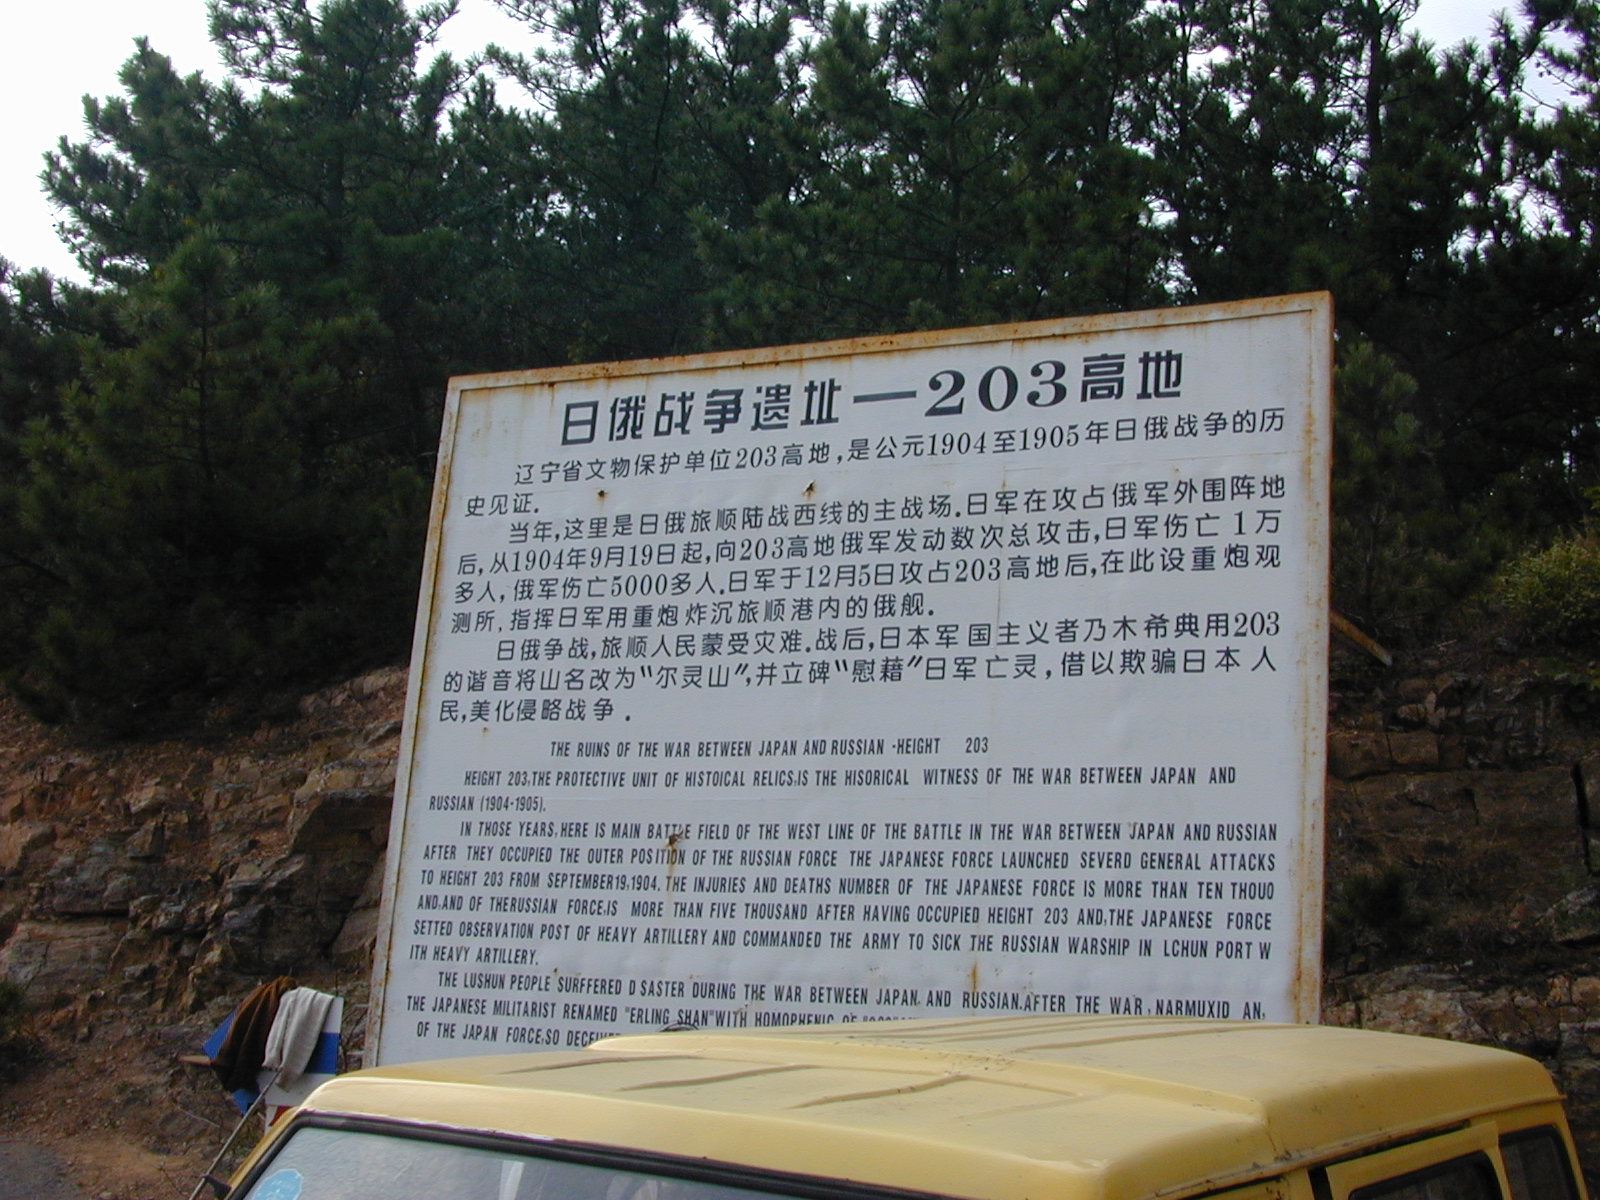 日俄战争遗址—203高地
辽宁省文物保护单位203高地,是公元1904至1905年日俄战争的历
史见证.
当年,这里是日俄旅顺陆战西线的主战场.日军在攻占俄军外围阵地
后,从1904年9月19日起,向203高地俄军发动数次总攻击,日军伤亡1万
多人,俄军伤亡5000多人.日军于12月5日攻占203高地后,在此设重炮观
测所,指挥日军用重炮炸沉旅顺港内的俄舰.
日俄争战,旅顺人民蒙受灾难.战后,日本军国主义者乃木希典用203
的谐音将山名改为“尔灵山”,并立碑“慰藉”日军亡灵,借以欺骗日本人
民,美化侵略战争.
THE RUINS OF THE WAR BETWEEN JAPAN AND RUSSIAN -HEIGHT 203
HEIGHT 203,THE PROTECTIVE UNIT OF HISTOICAL RELICS,IS THE HISORICAL WITNESS OF THE WAR BETWEEN JAPAN AND
RUSSIAN (1904-1905).
IN THOSE YEARS,HERE IS MAIN BATTLE FIELD OF THE WEST LINE OF THE BATTLE IN THE WAR BETWEEN JAPAN AND RUSSIAN
AFTER THEY OCCUPIED THE OUTER POSITION OF THE RUSSIAN FORCE THE JAPANESE FORCE LAUNCHED SEVERD GENERAL ATTACKS
TO HEIGHT 203 FROM SEPTEMBER19,1904. THE INJURIES AND DEATHS NUMBER OF THE JAPANESE FORCE IS MORE THAN TEN THOUO
AND,AND OF THERUSSIAN FORCE,IS MORE THAN FIVE THOUSAND AFTER HAVING OCCUPIED HEIGHT 203 AND,THE JAPANESE FORCE
SETTED OBSERVATION POST OF HEAVY ARTILLERY AND COMMANDED THE ARMY TO SICK THE RUSSIAN WARSHIP IN LCHUN PORT W
ITH HEAVY ARTILLERY.
THE LUSHUN PEOPLE SURFFERED D SASTER DURING THE WAR BETWEEN JAPAN AND RUSSIAN.AFTER THE WAR, NARMUXID AN,
THE JAPANESE MILITARIST RENAMED "ERLING SHAN"WITH HOMOPHENIC OF
OF THE JAPAN FORCE,SO